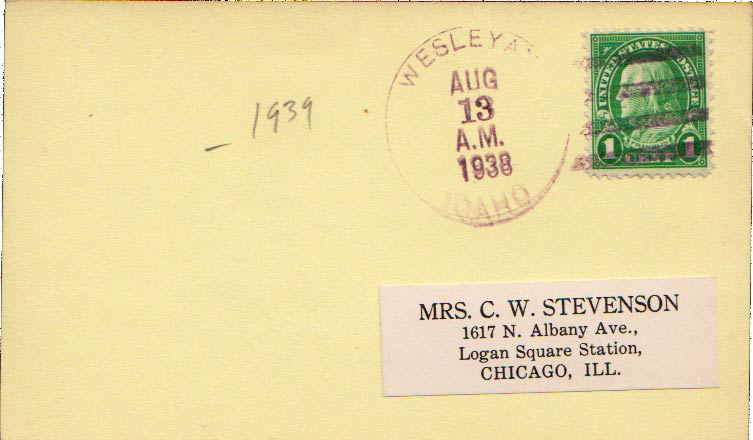 WESLEYAN
AUG
13
A.M.
1938
IDAHO
UNITED STATES POSTAGE
1 CENT 1
_ 1939
MRS. C. W. STEVENSON
1617 N. Albany Ave.,
Logan Square Station,
CHICAGO, ILL.